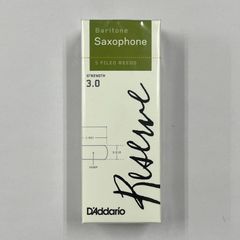 Baritone
Saxophone
5 FILED REEDS
STRENGTH
3.0
Reserve
D'Addario